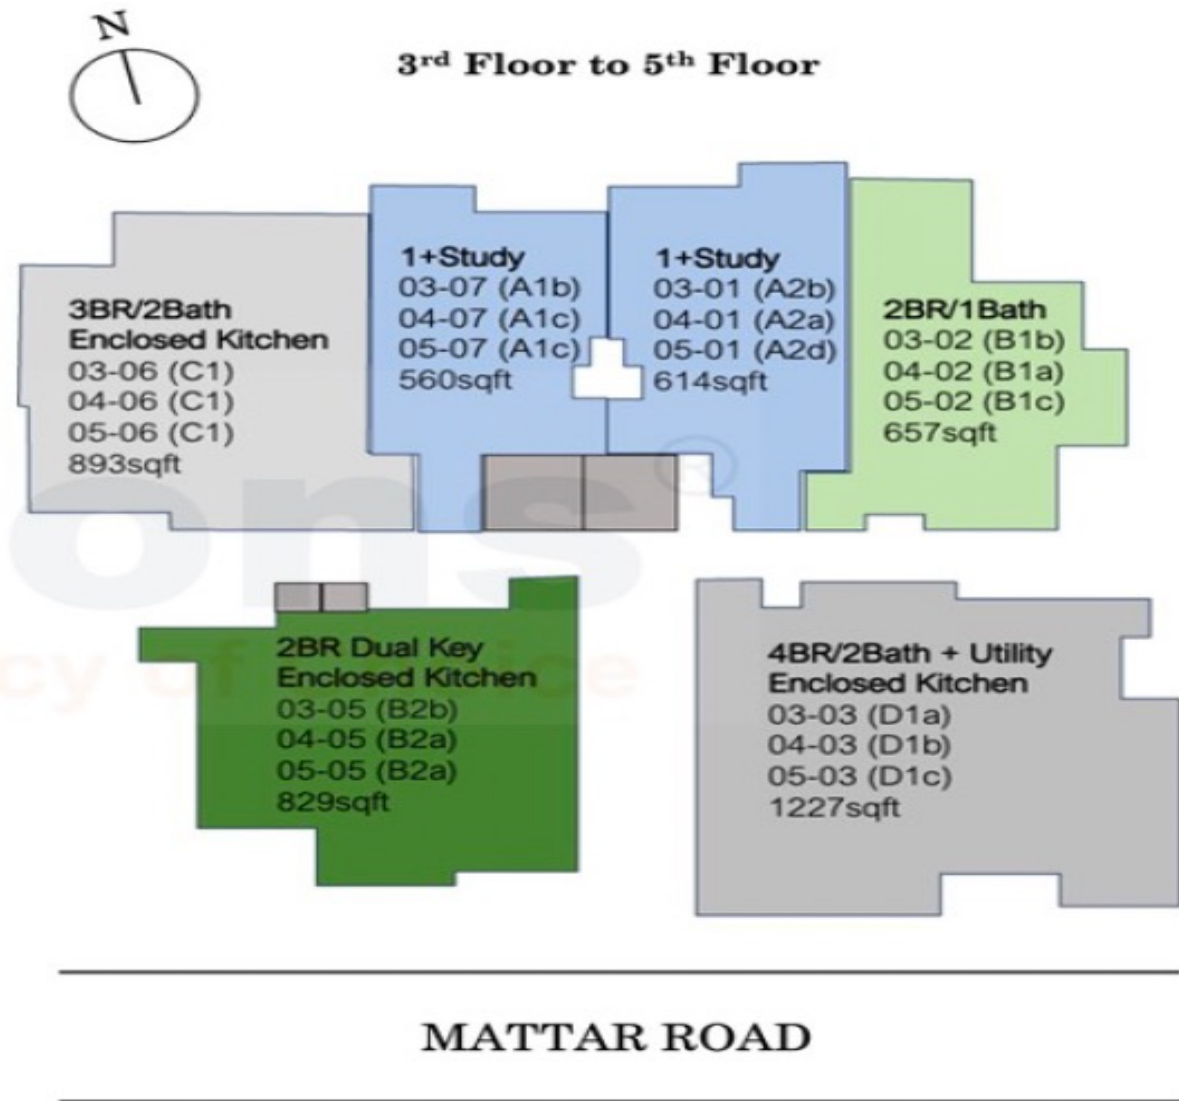 N
3rd Floor to 5th Floor
3BR/2Bath
Enclosed Kitchen
03-06 (C1)
04-06 (C1)
05-06 (C1)
893sqft
1+Study
03-07 (A1b)
04-07 (A1c)
05-07 (A1c)
560sqft
1+Study
03-01 (A2b)
04-01 (A2a)
05-01 (A2d)
614sqft
2BR/1Bath
03-02 (B1b)
04-02 (B1a)
05-02 (B1c)
657sqft
ons®
2BR Dual Key
Enclosed Kitchen
03-05 (B2b)
04-05 (B2a)
05-05 (B2a)
829sqft
4BR/2Bath + Utility
Enclosed Kitchen
03-03 (D1a)
04-03 (D1b)
05-03 (D1c)
1227sqft
MATTAR ROAD